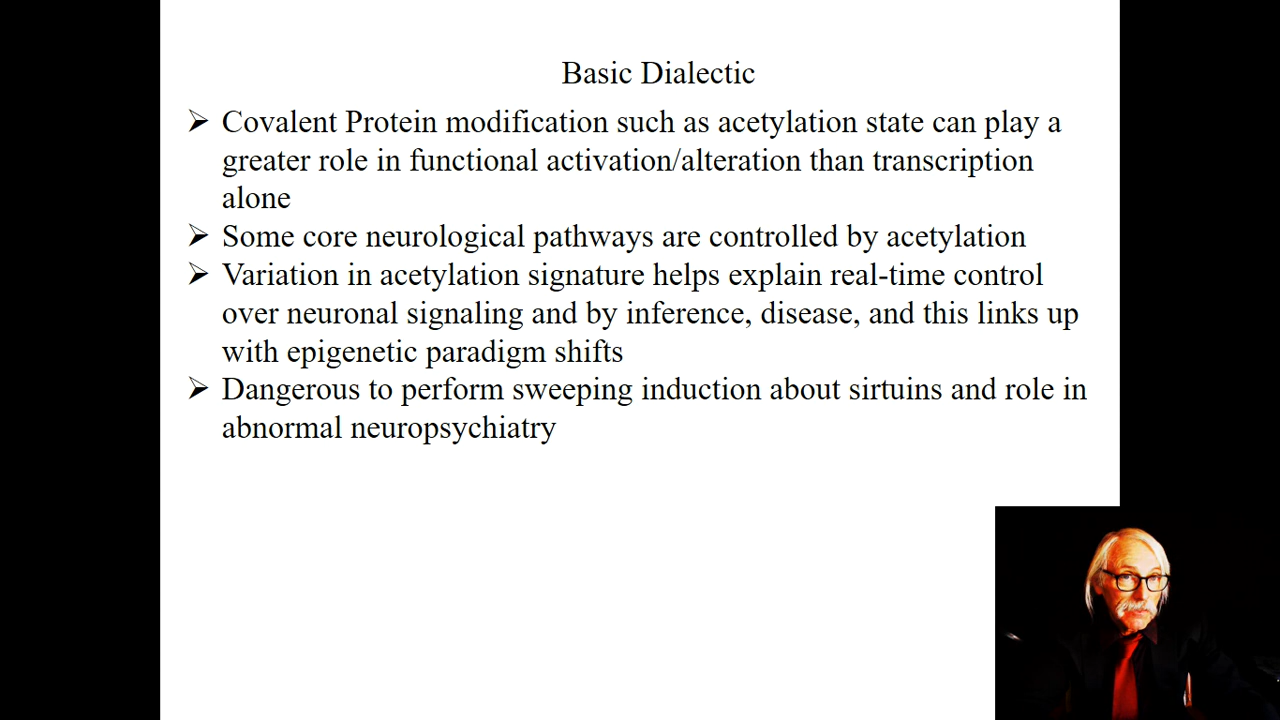 Basic Dialectic
➢ Covalent Protein modification such as acetylation state can play a
greater role in functional activation/alteration than transcription
alone
➢ Some core neurological pathways are controlled by acetylation
➢ Variation in acetylation signature helps explain real-time control
over neuronal signaling and by inference, disease, and this links up
with epigenetic paradigm shifts
➢ Dangerous to perform sweeping induction about sirtuins and role in
abnormal neuropsychiatry